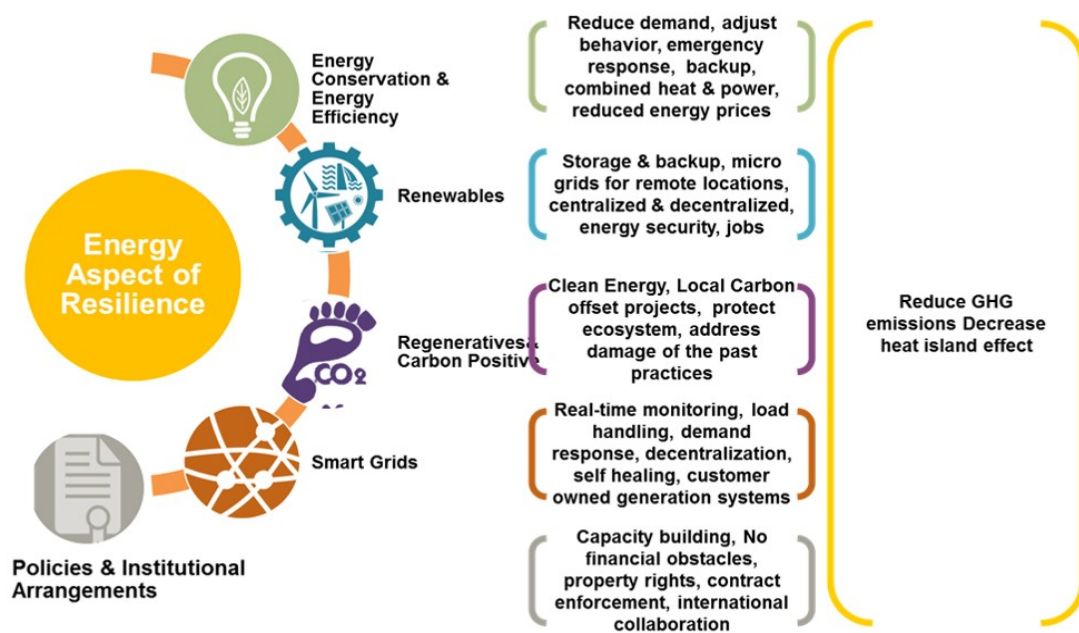 Energy
Aspect of
Resilience
Energy
Conservation &
Energy
Efficiency
Reduce demand, adjust
behavior, emergency
response, backup,
combined heat & power,
reduced energy prices
Renewables
Storage & backup, micro
grids for remote locations,
centralized & decentralized,
energy security, jobs
CO2
Regeneratives&
Carbon Positive
Clean Energy, Local Carbon
offset projects, protect
ecosystem, address
damage of the past
practices
Smart Grids
Real-time monitoring, load
handling, demand
response, decentralization,
self healing, customer
owned generation systems
Policies & Institutional
Arrangements
Capacity building, No
financial obstacles,
property rights, contract
enforcement, international
collaboration
Reduce GHG
emissions Decrease
heat island effect